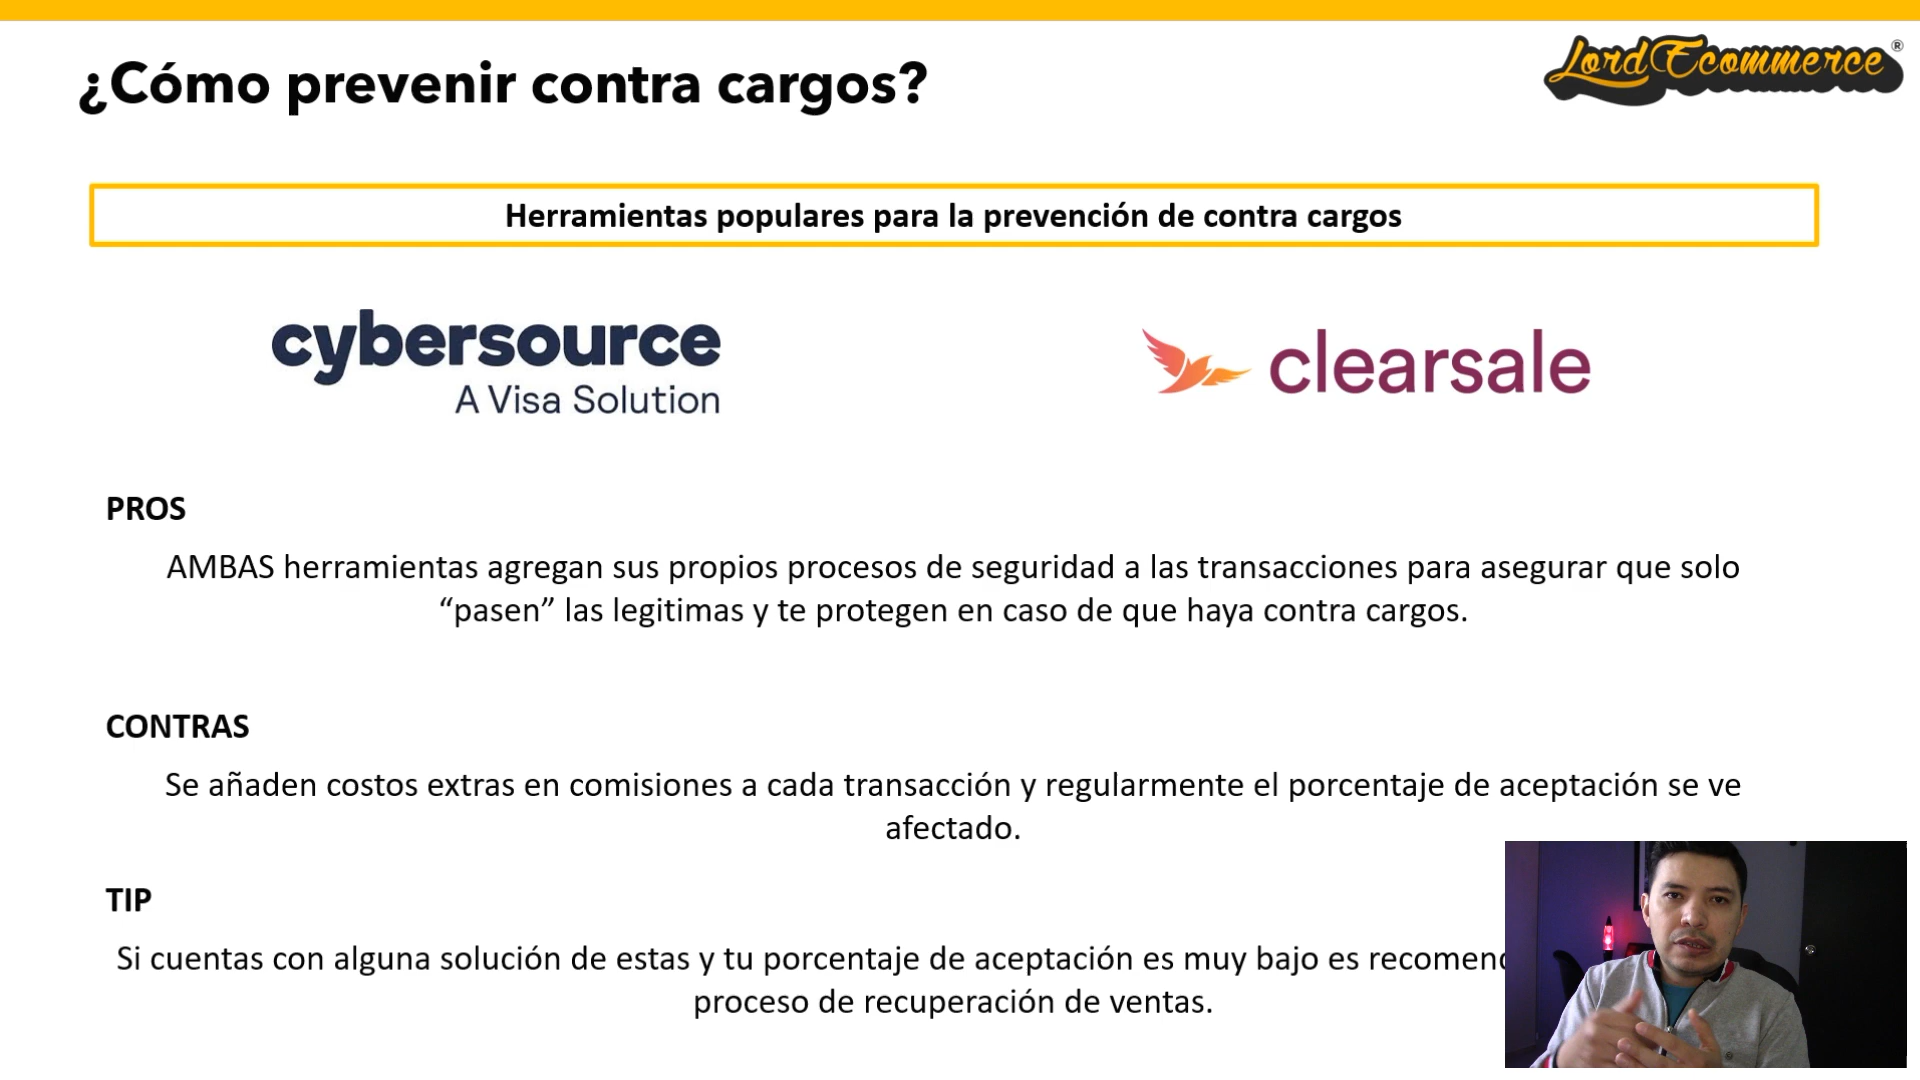 ¿Cómo prevenir contra cargos?
Lord Ecommerce®
Herramientas populares para la prevención de contra cargos
cybersource
A Visa Solution
clearsale
PROS
AMBAS herramientas agregan sus propios procesos de seguridad a las transacciones para asegurar que solo
“pasen” las legitimas y te protegen en caso de que haya contra cargos.
CONTRAS
Se añaden costos extras en comisiones a cada transacción y regularmente el porcentaje de aceptación se ve
afectado.
TIP
Si cuentas con alguna solución de estas y tu porcentaje de aceptación es muy bajo es
proceso de recuperación de ventas.